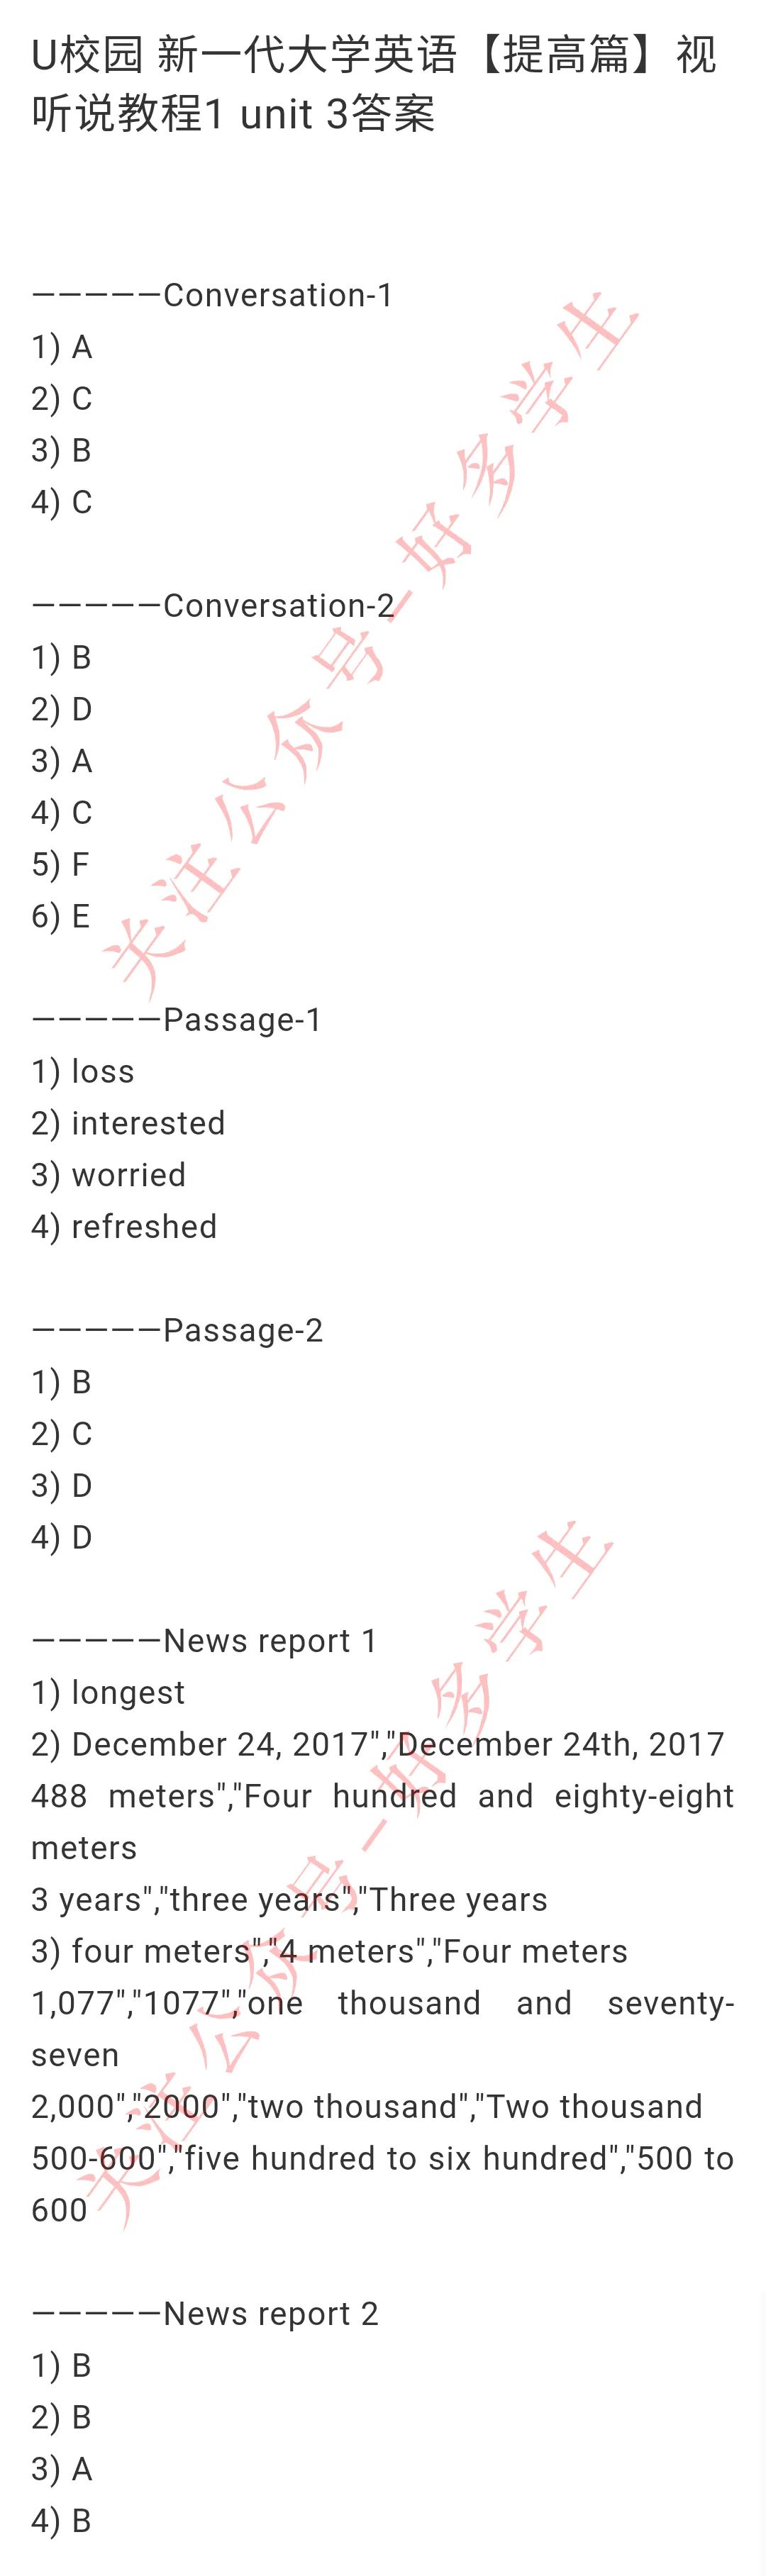 U校园 新一代大学英语【提高篇】视
听说教程1 unit 3答案
—————Conversation-1
1) A
2) C
3) B
4) C
—————Conversation-2
1) B
2) D
3) A
4) C
5) F
6) E
—————Passage-1
1) loss
2) interested
3) worried
4) refreshed
—————Passage-2
1) B
2) C
3) D
4) D
—————News report 1
1) longest
2) December 24, 2017","December 24th, 2017
488 meters","Four hundred and eighty-eight
meters
3 years","three years","Three years
3) four meters","4 meters","Four meters
1,077","1077","one thousand and seventy-
seven
2,000","2000","two thousand","Two thousand
500-600","five hundred to six hundred","500 to
600
—————News report 2
1) B
2) B
3) A
4) B
关注公众号-好多学生
关注公众号-好多学生